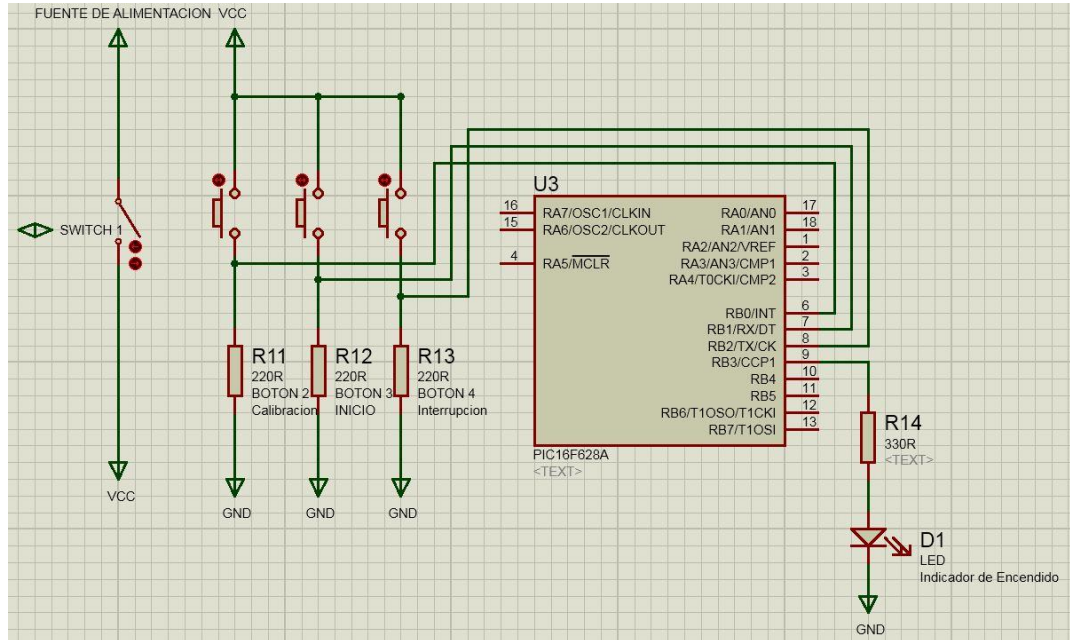 FUENTE DE ALIMENTACION VCC
SWITCH 1
VCC
R11
220R
BOTON 2
Calibracion
GND
R12
220R
BOTON 3
INICIO
GND
R13
220R
BOTON 4
Interrupcion
GND
U3
16 RA7/OSC1/CLKIN
15 RA6/OSC2/CLKOUT
4 RA5/MCLR
RA0/AN0 17
RA1/AN1 18
RA2/AN2/VREF 1
RA3/AN3/CMP1 2
RA4/T0CKI/CMP2 3
RB0/INT 6
RB1/RX/DT 7
RB2/TX/CK 8
RB3/CCP1 9
RB4 10
RB5 11
RB6/T1OSO/T1CKI 12
RB7/T1OSI 13
PIC16F628A
<TEXT>
R14
330R
<TEXT>
D1
LED
Indicador de Encendido
GND